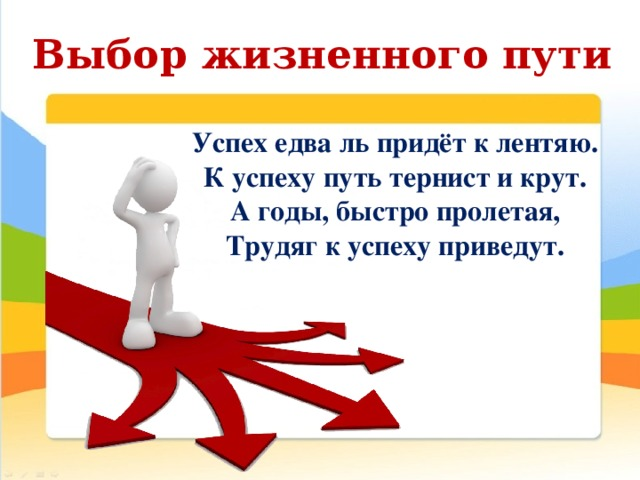 Выбор жизненного пути
Успех едва ль придёт к лентяю.
К успеху путь тернист и крут.
А годы, быстро пролетая,
Трудяг к успеху приведут.